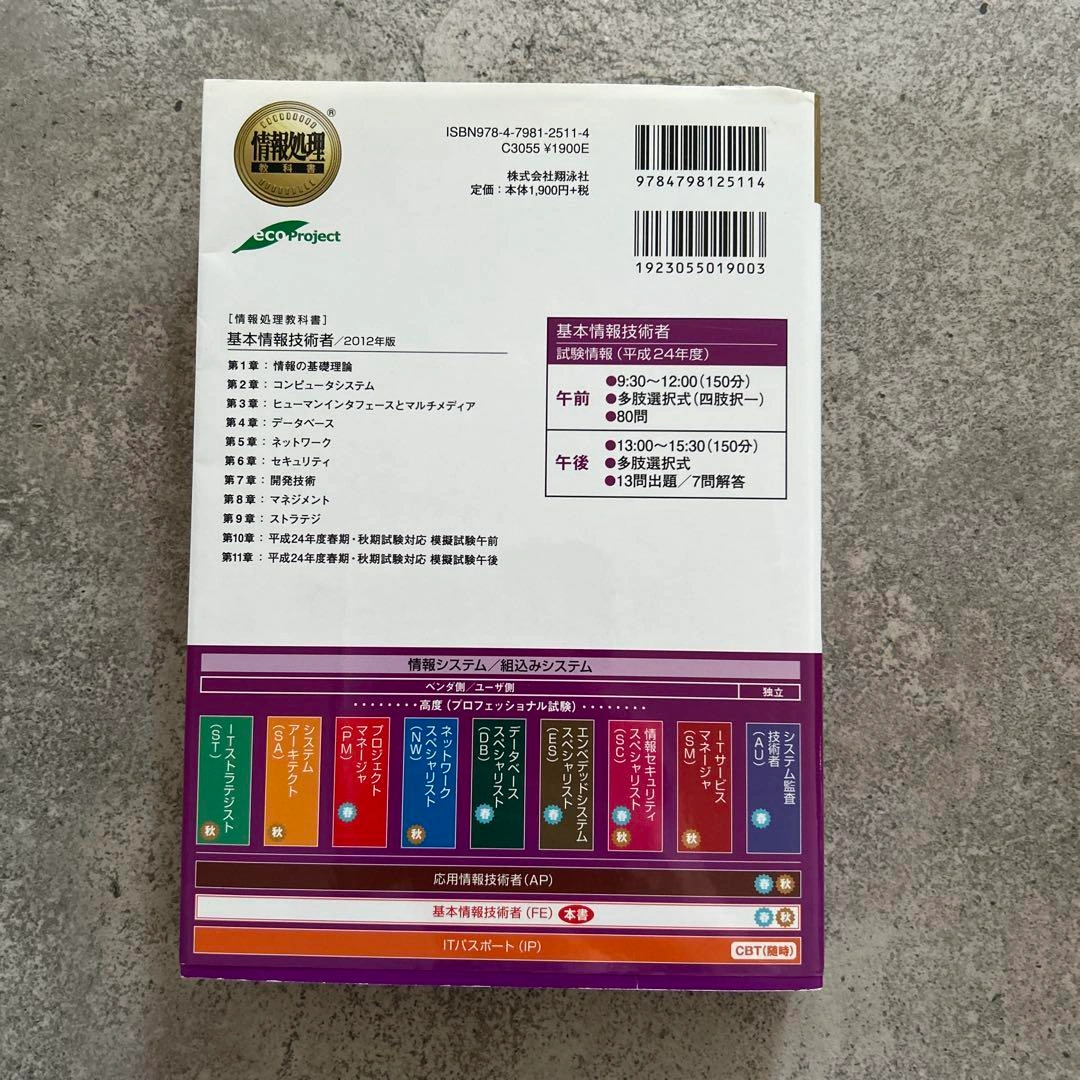 情報処理
教科書
®
eco Project
ISBN978-4-7981-2511-4
C3055 ¥1900E
株式会社翔泳社
定価：本体1,900円+税
9784798125114
1923055019003
［情報処理教科書］
基本情報技術者／2012年版
第1章：情報の基礎理論
第2章：コンピュータシステム
第3章：ヒューマンインタフェースとマルチメディア
第4章：データベース
第5章：ネットワーク
第6章：セキュリティ
第7章：開発技術
第8章：マネジメント
第9章：ストラテジ
第10章：平成24年度春期・秋期試験対応 模擬試験午前
第11章：平成24年度春期・秋期試験対応 模擬試験午後
基本情報技術者
試験情報（平成24年度）
午前
●9:30～12:00（150分）
●多肢選択式（四肢択一）
●80問
午後
●13:00～15:30（150分）
●多肢選択式
●13問出題／7問解答
情報システム／組込みシステム
ベンダ側／ユーザ側
独立
高度（プロフェッショナル試験）
ITストラテジスト
（ST）
秋
システム
アーキテクト
（SA）
秋
プロジェクト
マネージャ
（PM）
春
ネットワーク
スペシャリスト
（NW）
秋
データベース
スペシャリスト
（DB）
春
エンベデッドシステム
スペシャリスト
（ES）
春
情報セキュリティ
スペシャリスト
（SC）
春
秋
ITサービス
マネージャ
（SM）
秋
システム監査
技術者
（AU）
春
応用情報技術者（AP）
春 秋
基本情報技術者（FE） 本書
春 秋
ITパスポート（IP）
CBT（随時）